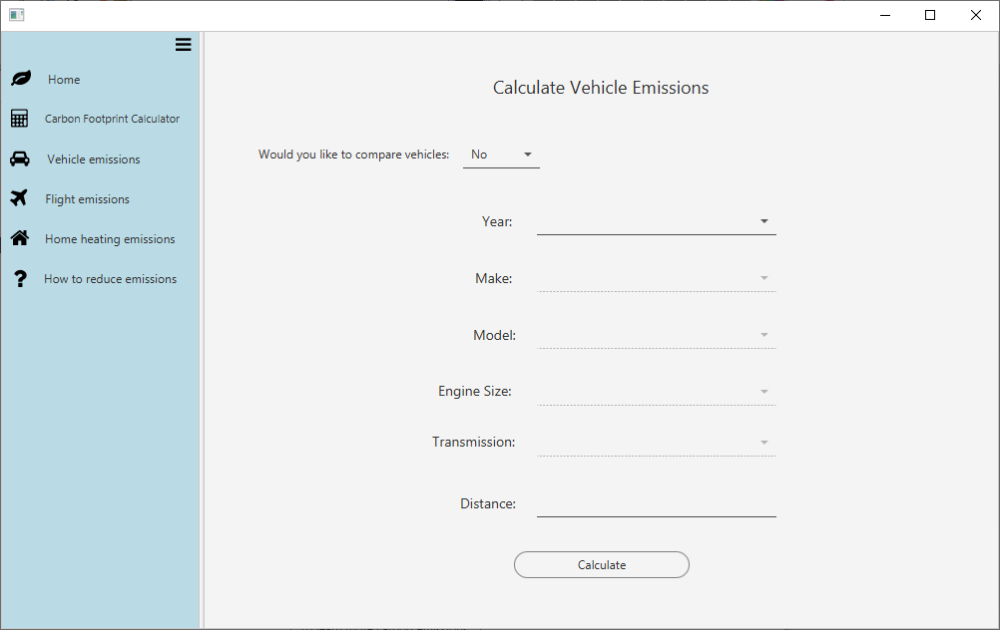 Home
Carbon Footprint Calculator
Vehicle emissions
Flight emissions
Home heating emissions
How to reduce emissions
Calculate Vehicle Emissions
Would you like to compare vehicles: No
Year:
Make:
Model:
Engine Size:
Transmission:
Distance:
Calculate